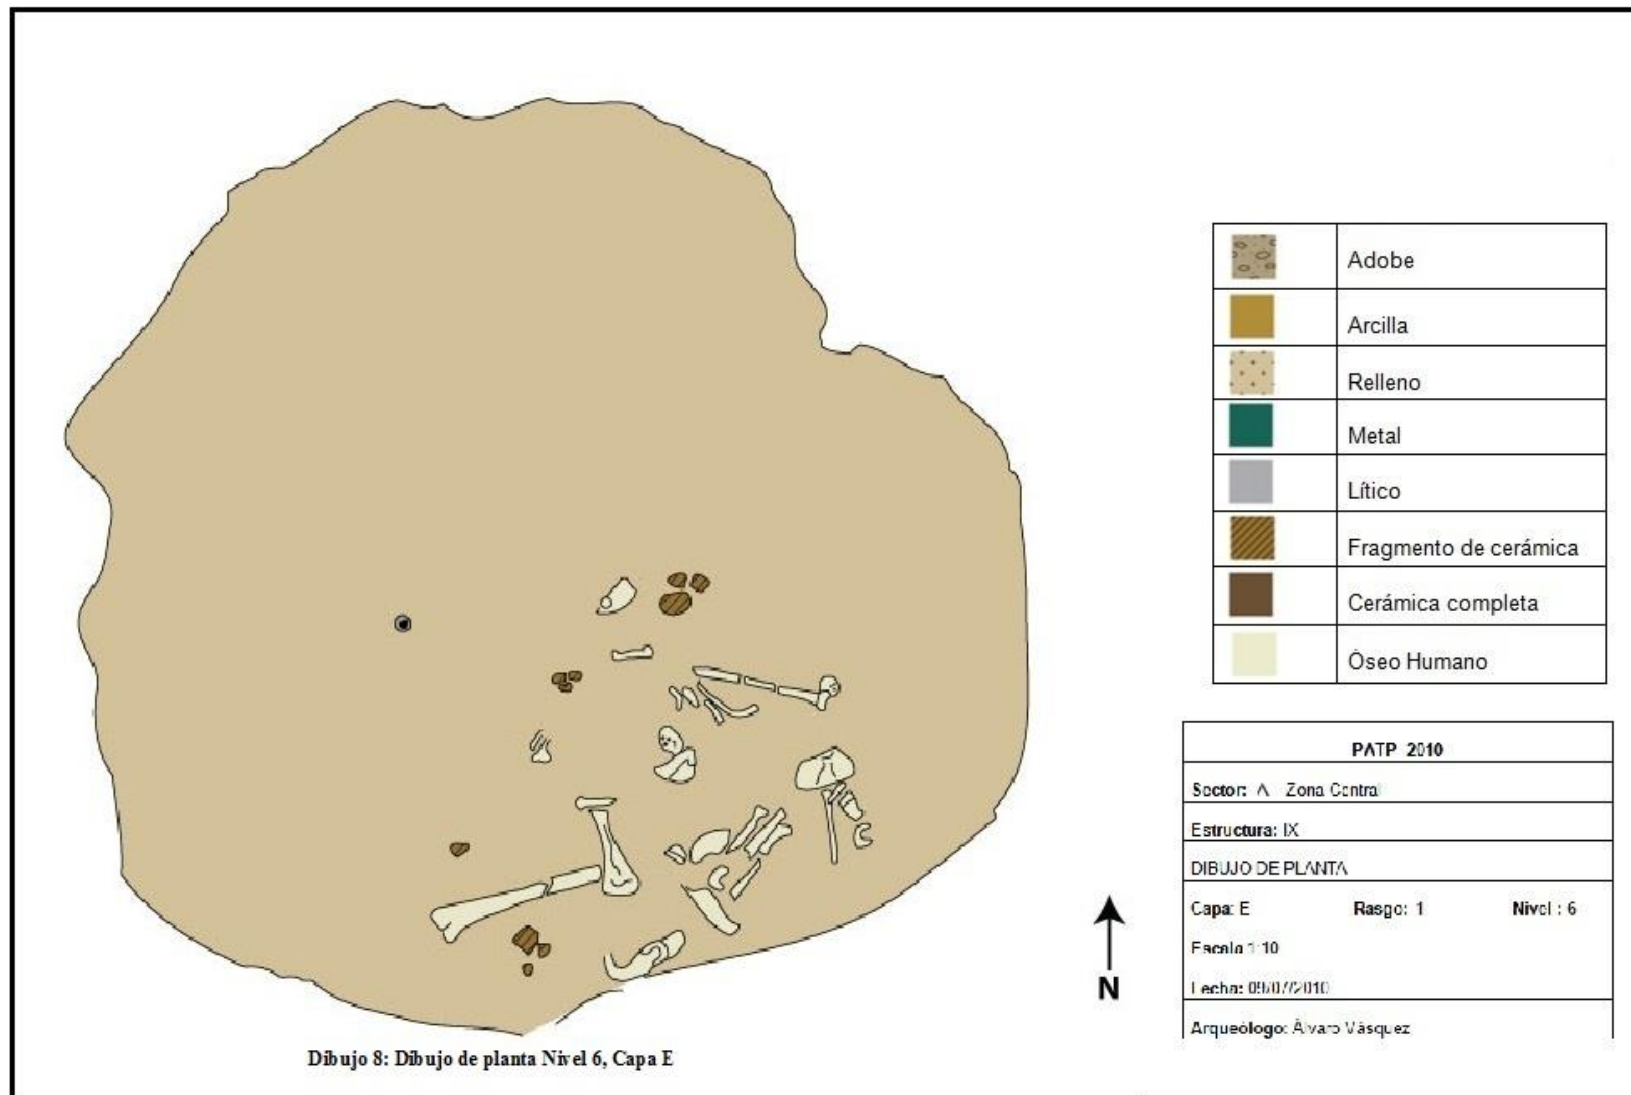 Adobe
Arcilla
Relleno
Metal
Lítico
Fragmento de cerámica
Cerámica completa
Óseo Humano
PATP 2010
Sector: A Zona Central
Estructura: IX
DIBUJO DE PLANTA
Capa: E Rasgo: 1 Nivel : 6
Escala 1:10
Fecha: 09/07/2010
Arqueólogo: Álvaro Vásquez
N
Dibujo 8: Dibujo de planta Nivel 6, Capa E